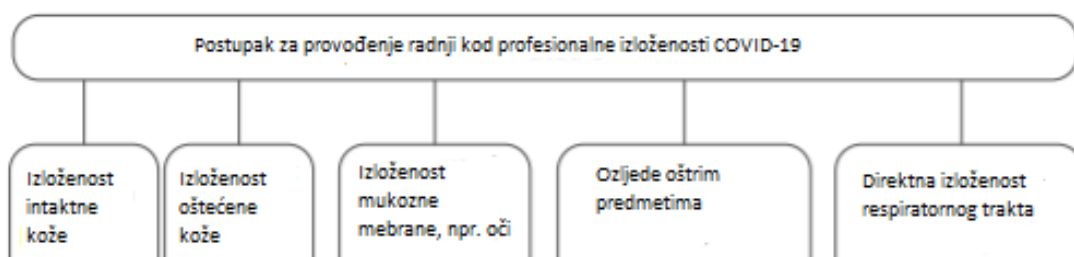 Postupak za provođenje radnji kod profesionalne izloženosti COVID-19
Izloženost
intaktne
kože
Izloženost
oštećene
kože
Izloženost
mukozne
mebrane, npr. oči
Ozljede oštrim
predmetima
Direktna izloženost
respiratornog trakta